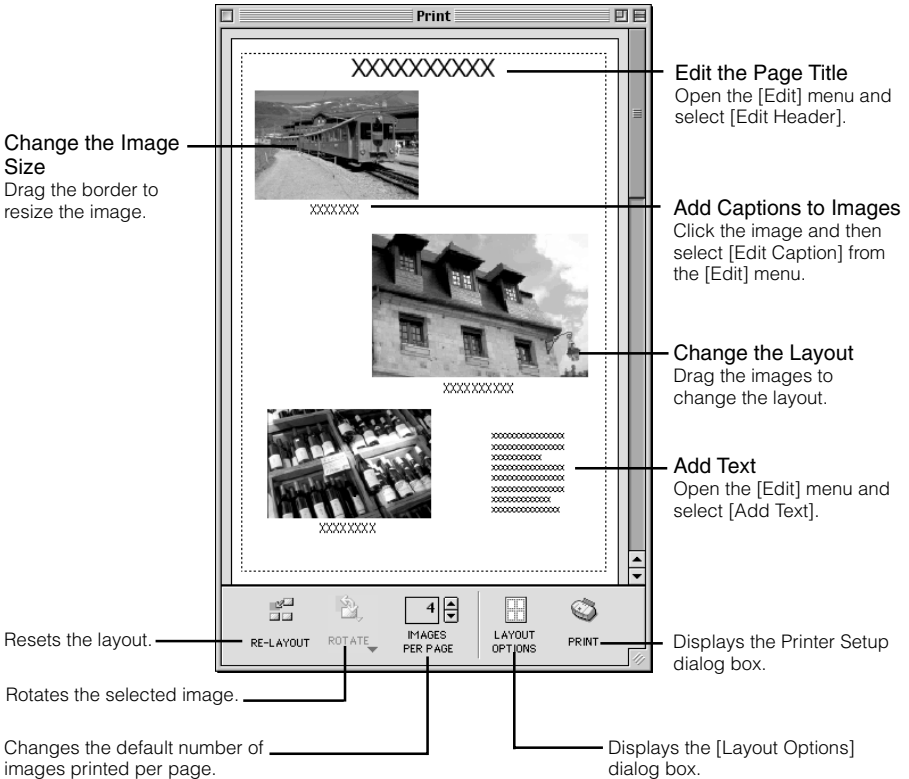 Print
XXXXXXXXXX
Edit the Page Title
Open the [Edit] menu and
select [Edit Header].
Change the Image
Size
Drag the border to
resize the image.
XXXXXXX
Add Captions to Images
Click the image and then
select [Edit Caption] from
the [Edit] menu.
Change the Layout
Drag the images to
change the layout.
XXXXXXXXXX
Add Text
Open the [Edit] menu and
select [Add Text].
XXXXXXXX
4
RE-LAYOUT
ROTATE
IMAGES
PER PAGE
LAYOUT
OPTIONS
PRINT
Resets the layout.
Displays the Printer Setup
dialog box.
Rotates the selected image.
Changes the default number of
images printed per page.
Displays the [Layout Options]
dialog box.